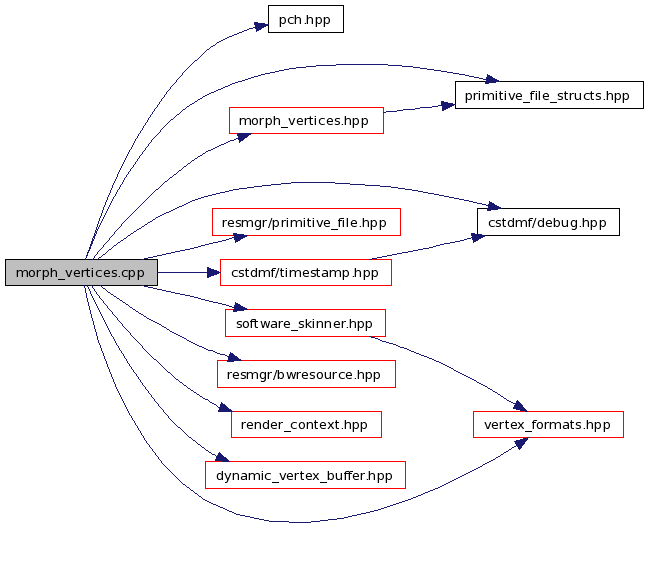 pch.hpp
primitive_file_structs.hpp
morph_vertices.hpp
resmgr/primitive_file.hpp
cstdmf/debug.hpp
morph_vertices.cpp
cstdmf/timestamp.hpp
software_skinner.hpp
resmgr/bwresource.hpp
render_context.hpp
vertex_formats.hpp
dynamic_vertex_buffer.hpp